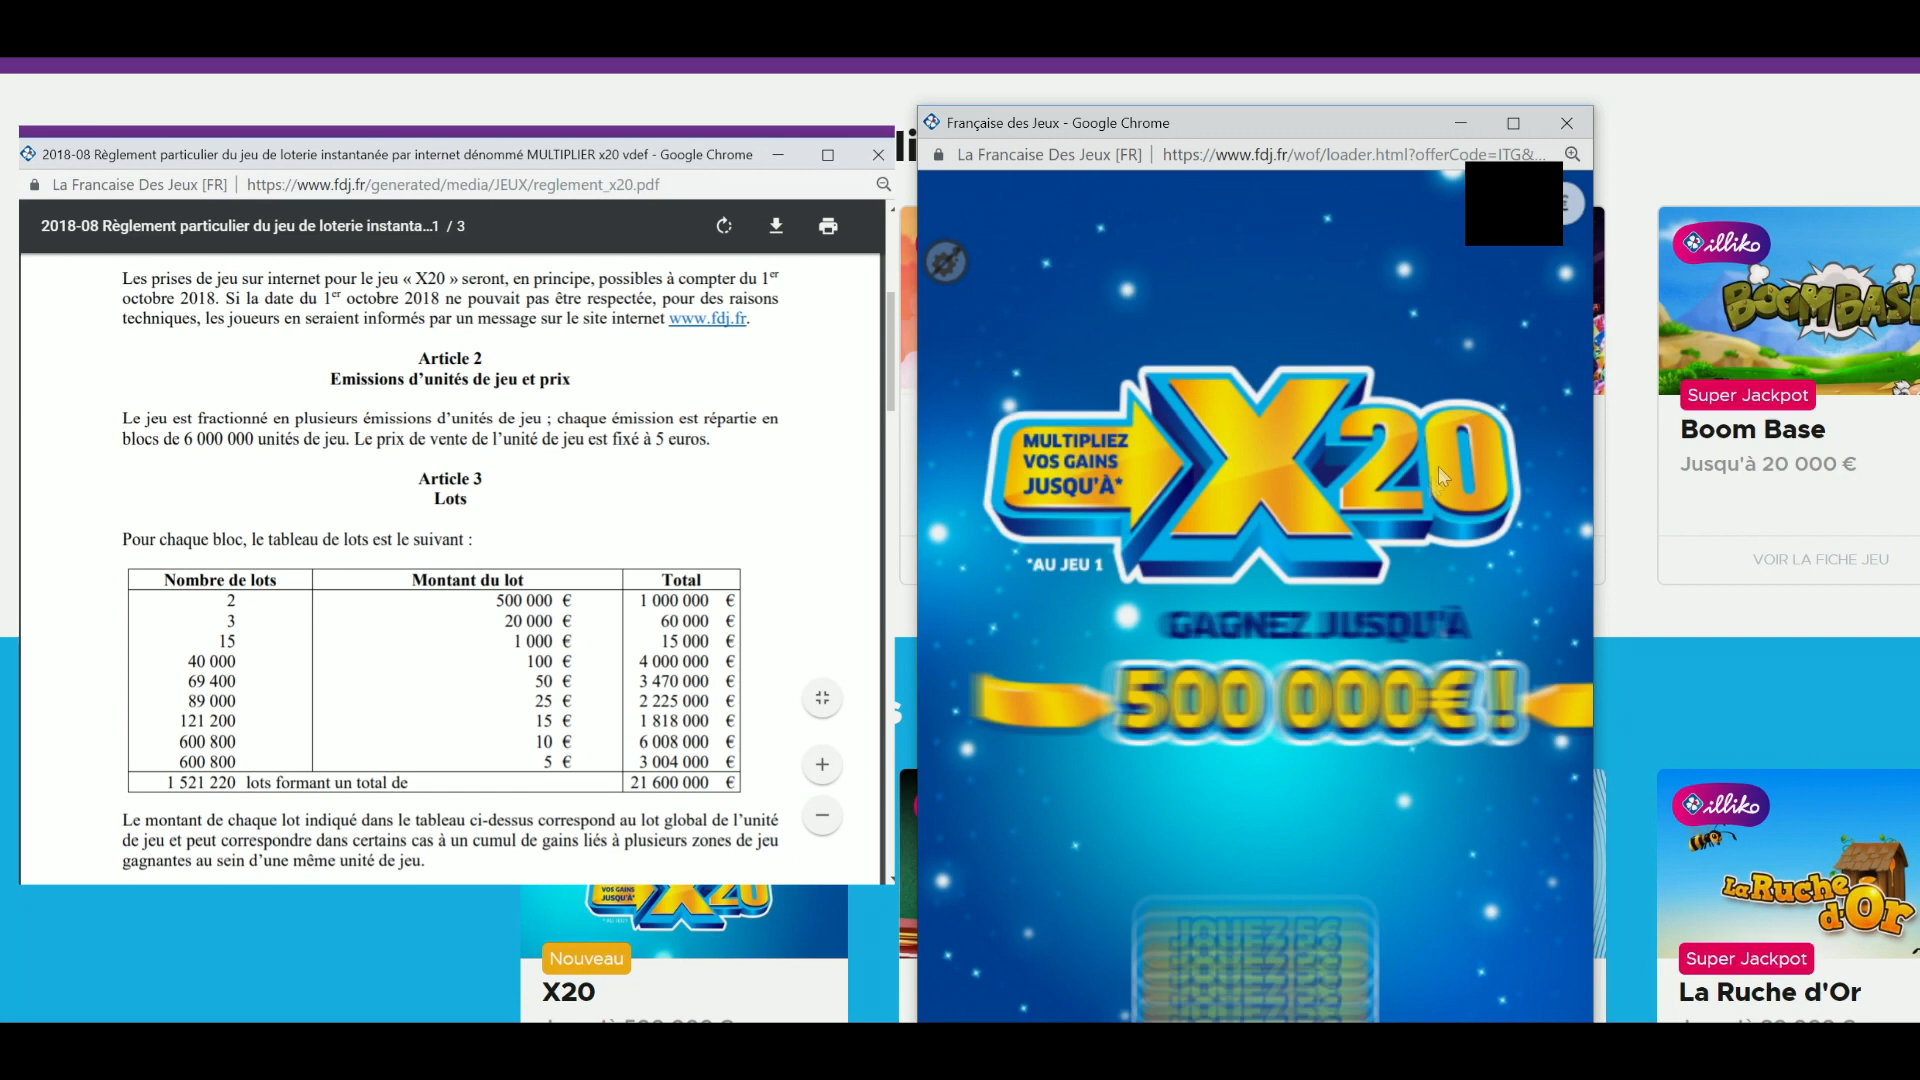 2018-08 Règlement particulier du jeu de loterie instantanée par internet dénommé MULTIPLIER x20 vdef - Google Chrome
La Francaise Des Jeux [FR] | https://www.fdj.fr/generated/media/JEUX/reglement_x20.pdf
2018-08 Règlement particulier du jeu de loterie instanta...1 / 3
Les prises de jeu sur internet pour le jeu « X20 » seront, en principe, possibles à compter du 1er
octobre 2018. Si la date du 1er octobre 2018 ne pouvait pas être respectée, pour des raisons
techniques, les joueurs en seraient informés par un message sur le site internet www.fdj.fr.
Article 2
Emissions d'unités de jeu et prix
Le jeu est fractionné en plusieurs émissions d'unités de jeu ; chaque émission est répartie en
blocs de 6 000 000 unités de jeu. Le prix de vente de l'unité de jeu est fixé à 5 euros.
Article 3
Lots
Pour chaque bloc, le tableau de lots est le suivant :
Nombre de lots Montant du lot Total
2 500 000 € 1 000 000 €
3 20 000 € 60 000 €
15 1 000 € 15 000 €
40 000 100 € 4 000 000 €
69 400 50 € 3 470 000 €
89 000 25 € 2 225 000 €
121 200 15 € 1 818 000 €
600 800 10 € 6 008 000 €
600 800 5 € 3 004 000 €
1 521 220 lots formant un total de 21 600 000 €
Le montant de chaque lot indiqué dans le tableau ci-dessus correspond au lot global de l'unité
de jeu et peut correspondre dans certains cas à un cumul de gains liés à plusieurs zones de jeu
gagnantes au sein d'une même unité de jeu.
VOS GAINS
JUSQU'À*
X20
Nouveau
X20
li
Française des Jeux - Google Chrome
La Francaise Des Jeux [FR] | https://www.fdj.fr/wof/loader.html?offerCode=ITG&...
€
MULTIPLIEZ
VOS GAINS
JUSQU'À*
X20
*AU JEU 1
GAGNEZ JUSQU'À
500 000€ !
illiko
BOOM BASE
Super Jackpot
Boom Base
Jusqu'à 20 000 €
VOIR LA FICHE JEU
s
illiko
La Ruche
d'Or
Super Jackpot
La Ruche d'Or